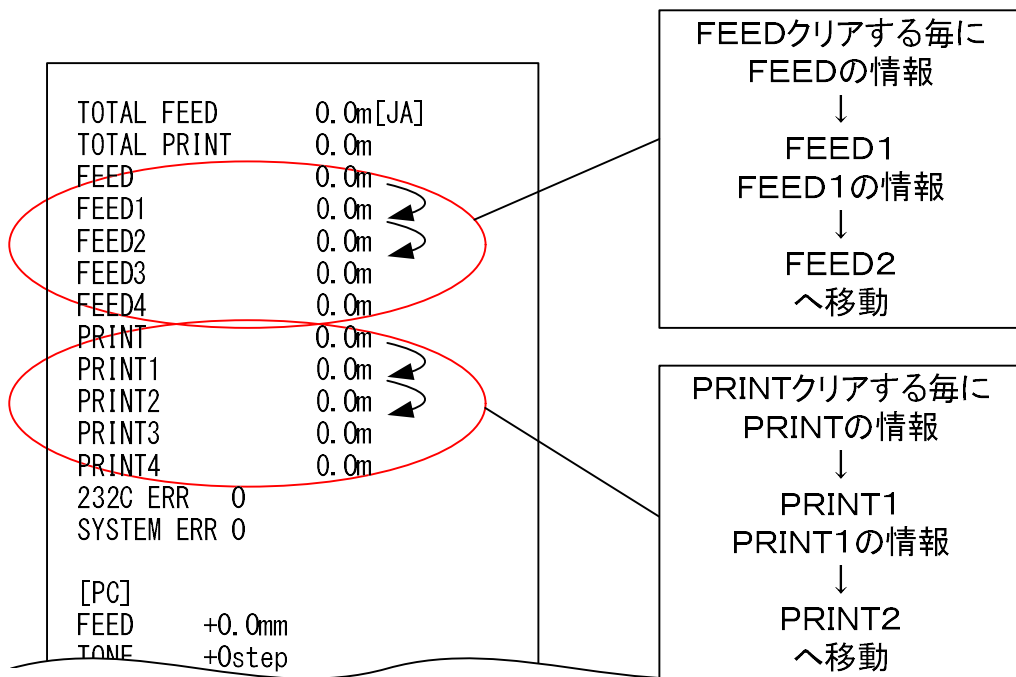 TOTAL FEED 0.0m[JA]
TOTAL PRINT 0.0m
FEED 0.0m
FEED1 0.0m
FEED2 0.0m
FEED3 0.0m
FEED4 0.0m
PRINT 0.0m
PRINT1 0.0m
PRINT2 0.0m
PRINT3 0.0m
PRINT4 0.0m
232C ERR 0
SYSTEM ERR 0
[PC]
FEED +0.0mm
TONE +0step
FEEDクリアする毎に
FEEDの情報
↓
FEED1
FEED1の情報
↓
FEED2
へ移動
PRINTクリアする毎に
PRINTの情報
↓
PRINT1
PRINT1の情報
↓
PRINT2
へ移動